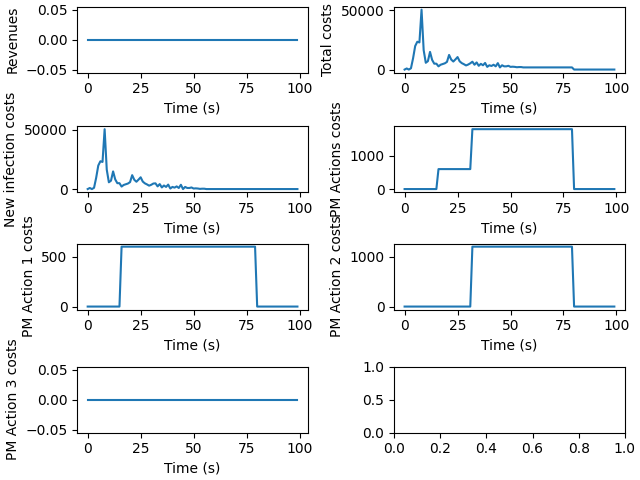 Revenues
0.05
0.00
−0.05
0 25 50 75 100
Time (s)
Total costs
50000
0
0 25 50 75 100
Time (s)
New infection costs
50000
0
0 25 50 75 100
Time (s)
PM Actions costs
1000
0
0 25 50 75 100
Time (s)
PM Action 1 costs
500
0
0 25 50 75 100
Time (s)
PM Action 2 costs
1000
0
0 25 50 75 100
Time (s)
PM Action 3 costs
0.05
0.00
−0.05
0 25 50 75 100
Time (s)
1.0
0.5
0.0
0.0 0.2 0.4 0.6 0.8 1.0